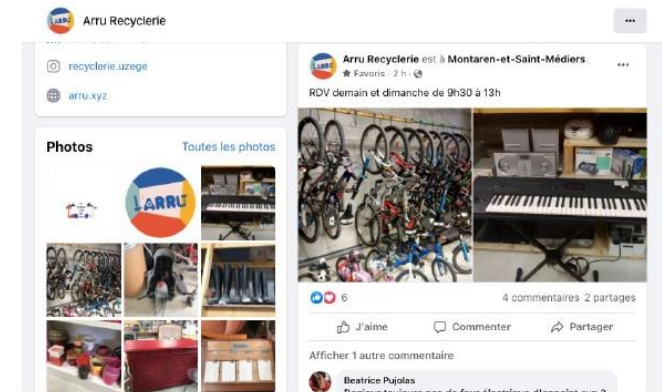 Arru Recyclerie
recyclerie.uzege
arru.xyz
Photos
Toutes les photos
LARRU
Arru Recyclerie est à Montaren-et-Saint-Médiers
Favoris · 2 h ·
RDV demain et dimanche de 9h30 à 13h
6
4 commentaires 2 partages
J'aime
Commenter
Partager
Afficher 1 autre commentaire
Beatrice Pujolas